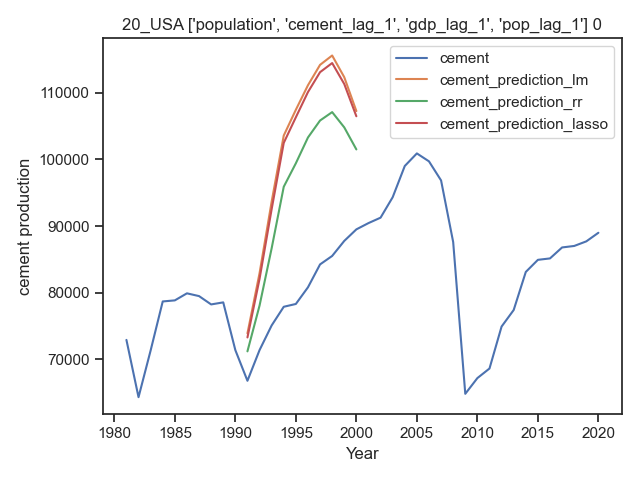 20_USA ['population', 'cement_lag_1', 'gdp_lag_1', 'pop_lag_1'] 0
cement
cement_prediction_lm
cement_prediction_rr
cement_prediction_lasso
110000
100000
90000
80000
70000
cement production
1980 1985 1990 1995 2000 2005 2010 2015 2020
Year